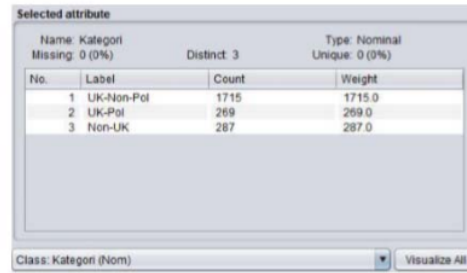 Selected attribute
Name: Kategori Type: Nominal
Missing: 0 (0%) Distinct: 3 Unique: 0 (0%)
No. Label Count Weight
1 UK-Non-Pol 1715 1715.0
2 UK-Pol 269 269.0
3 Non-UK 287 287.0
Class: Kategori (Nom) Visualize All